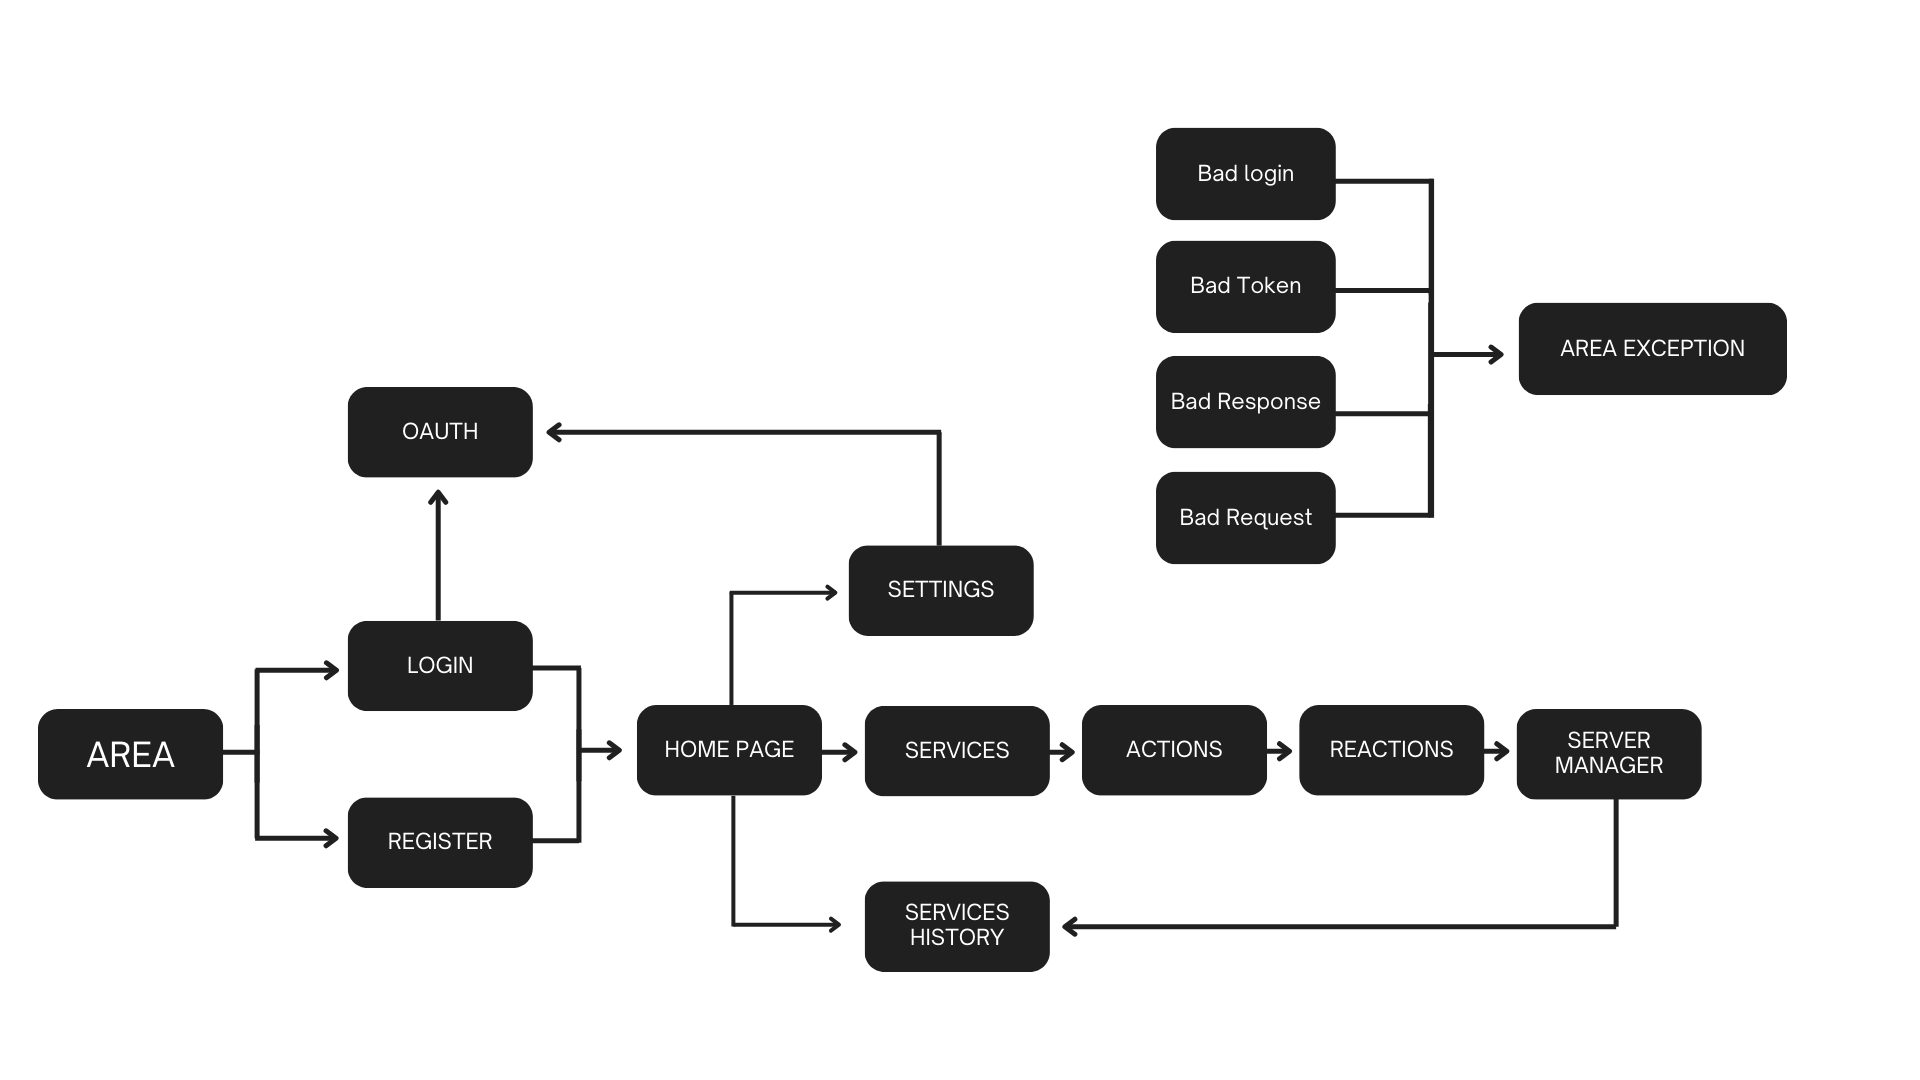 Bad login
Bad Token
AREA EXCEPTION
Bad Response
OAUTH
Bad Request
SETTINGS
LOGIN
AREA
HOME PAGE
SERVICES
ACTIONS
REACTIONS
SERVER
MANAGER
REGISTER
SERVICES
HISTORY